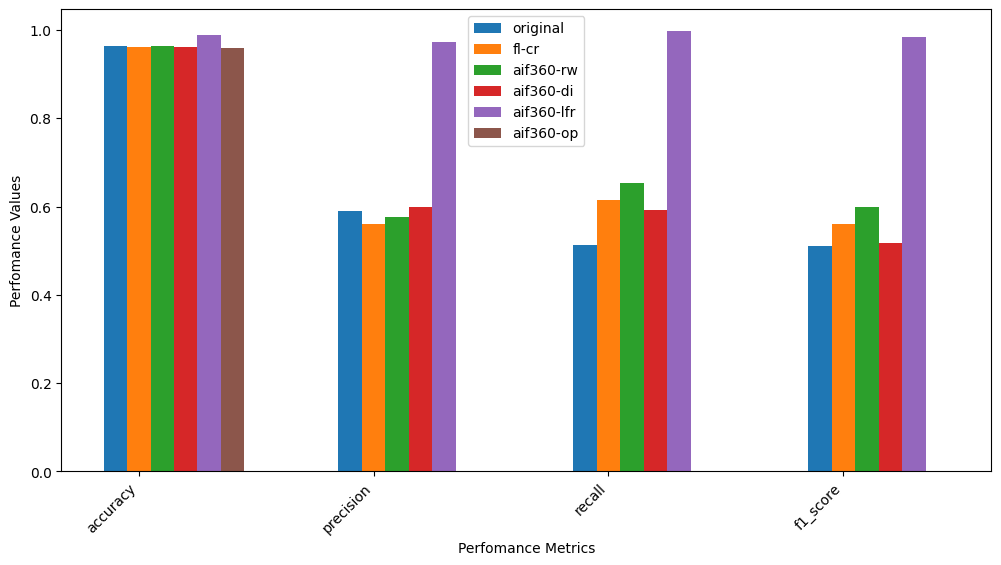 1.0
0.8
0.6
0.4
0.2
0.0
Perfomance Values
original
fl-cr
aif360-rw
aif360-di
aif360-lfr
aif360-op
accuracy
precision
recall
f1_score
Perfomance Metrics